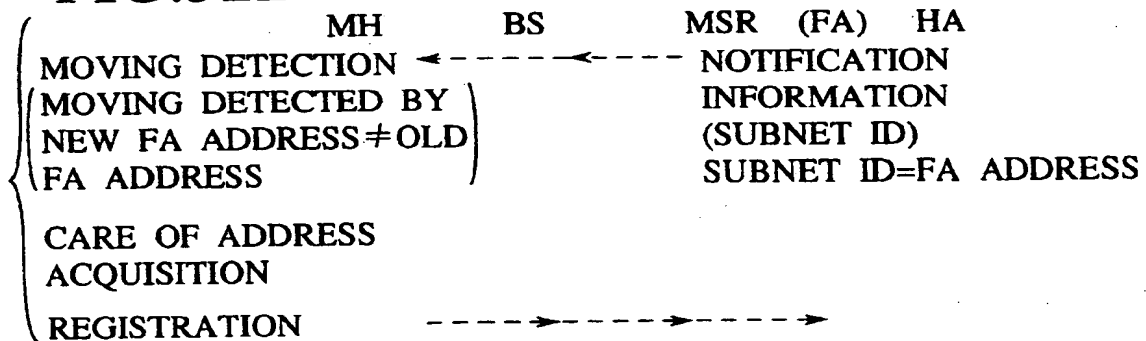 MH BS MSR (FA) HA
MOVING DETECTION NOTIFICATION
MOVING DETECTED BY INFORMATION
NEW FA ADDRESS≠OLD (SUBNET ID)
FA ADDRESS SUBNET ID=FA ADDRESS
CARE OF ADDRESS
ACQUISITION
REGISTRATION